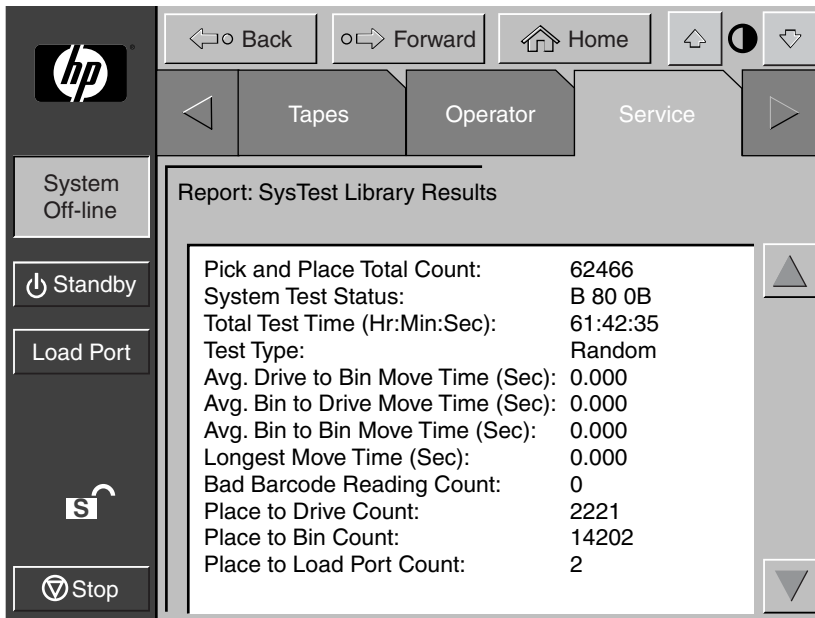 hp
Back
Forward
Home
Tapes
Operator
Service
System
Off-line
Standby
Load Port
S
Stop
Report: SysTest Library Results
Pick and Place Total Count: 62466
System Test Status: B 80 0B
Total Test Time (Hr:Min:Sec): 61:42:35
Test Type: Random
Avg. Drive to Bin Move Time (Sec): 0.000
Avg. Bin to Drive Move Time (Sec): 0.000
Avg. Bin to Bin Move Time (Sec): 0.000
Longest Move Time (Sec): 0.000
Bad Barcode Reading Count: 0
Place to Drive Count: 2221
Place to Bin Count: 14202
Place to Load Port Count: 2